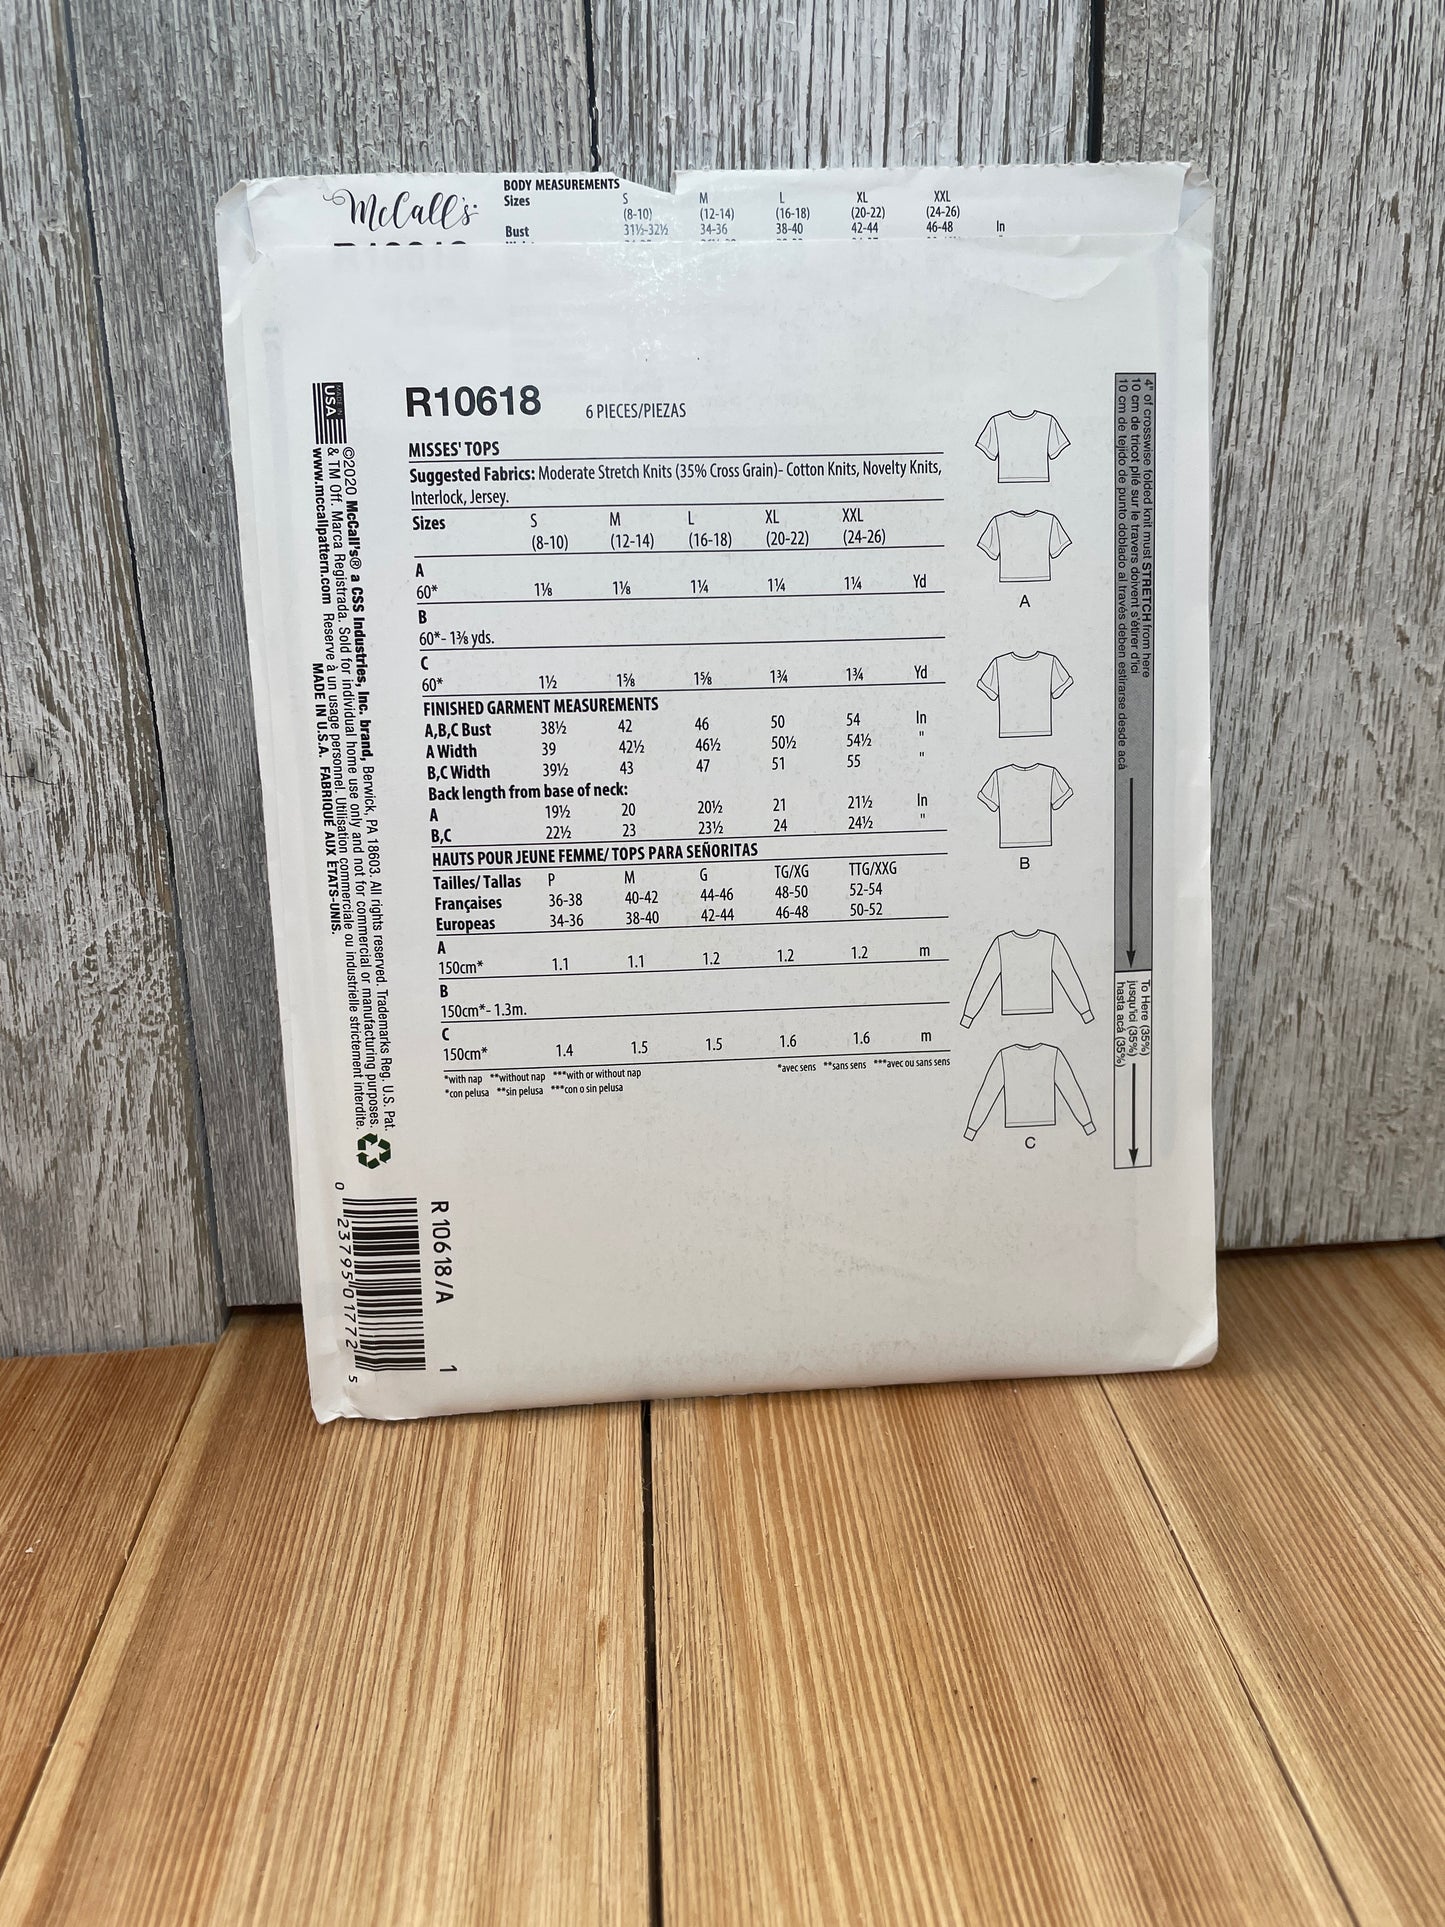 McCall's
BODY MEASUREMENTS
Sizes S M L XL XXL
(8-10) (12-14) (16-18) (20-22) (24-26)
Bust 31½-32½ 34-36 38-40 42-44 46-48 In
R10618 6 PIECES/PIEZAS
MISSES' TOPS
Suggested Fabrics: Moderate Stretch Knits (35% Cross Grain)- Cotton Knits, Novelty Knits,
Interlock, Jersey.
Sizes S M L XL XXL
(8-10) (12-14) (16-18) (20-22) (24-26)
A
60* 1⅛ 1⅛ 1¼ 1¼ 1¼ Yd
B
60*- 1⅜ yds.
C
60* 1½ 1⅝ 1⅝ 1¾ 1¾ Yd
FINISHED GARMENT MEASUREMENTS
A,B,C Bust 38½ 42 46 50 54 In
A Width 39 42½ 46½ 50½ 54½ "
B,C Width 39½ 43 47 51 55 "
Back length from base of neck:
A 19½ 20 20½ 21 21½ In
B,C 22½ 23 23½ 24 24½ "
HAUTS POUR JEUNE FEMME/ TOPS PARA SEÑORITAS
Tailles/ Tallas P M G TG/XG TTG/XXG
Françaises 36-38 40-42 44-46 48-50 52-54
Europeas 34-36 38-40 42-44 46-48 50-52
A
150cm* 1.1 1.1 1.2 1.2 1.2 m
B
150cm*- 1.3m.
C
150cm* 1.4 1.5 1.5 1.6 1.6 m
*with nap **without nap ***with or without nap *avec sens **sans sens ***avec ou sans sens
*con pelusa **sin pelusa ***con o sin pelusa
A
B
C
4" of crosswise folded knit must STRETCH from here
10 cm de tricot plié sur le travers doivent s'étirer d'ici
10 cm de tejido de punto doblado al través deben estirarse desde acá
To Here (35%)
jusqu'ici (35%)
hasta acá (35%)
MADE IN
USA
©2020 McCall's® a CSS Industries, Inc. brand, Berwick, PA 18603. All rights reserved. Trademarks Reg. U.S. Pat.
& TM Off. Marca Registrada. Sold for individual home use only and not for commercial or manufacturing purposes.
www.mccallpattern.com Reserve à un usage personnel. Utilisation commerciale ou industrielle strictement interdite.
MADE IN U.S.A. FABRIQUE AUX ETATS-UNIS.
R 10618/A 1
0 23795 01772 5